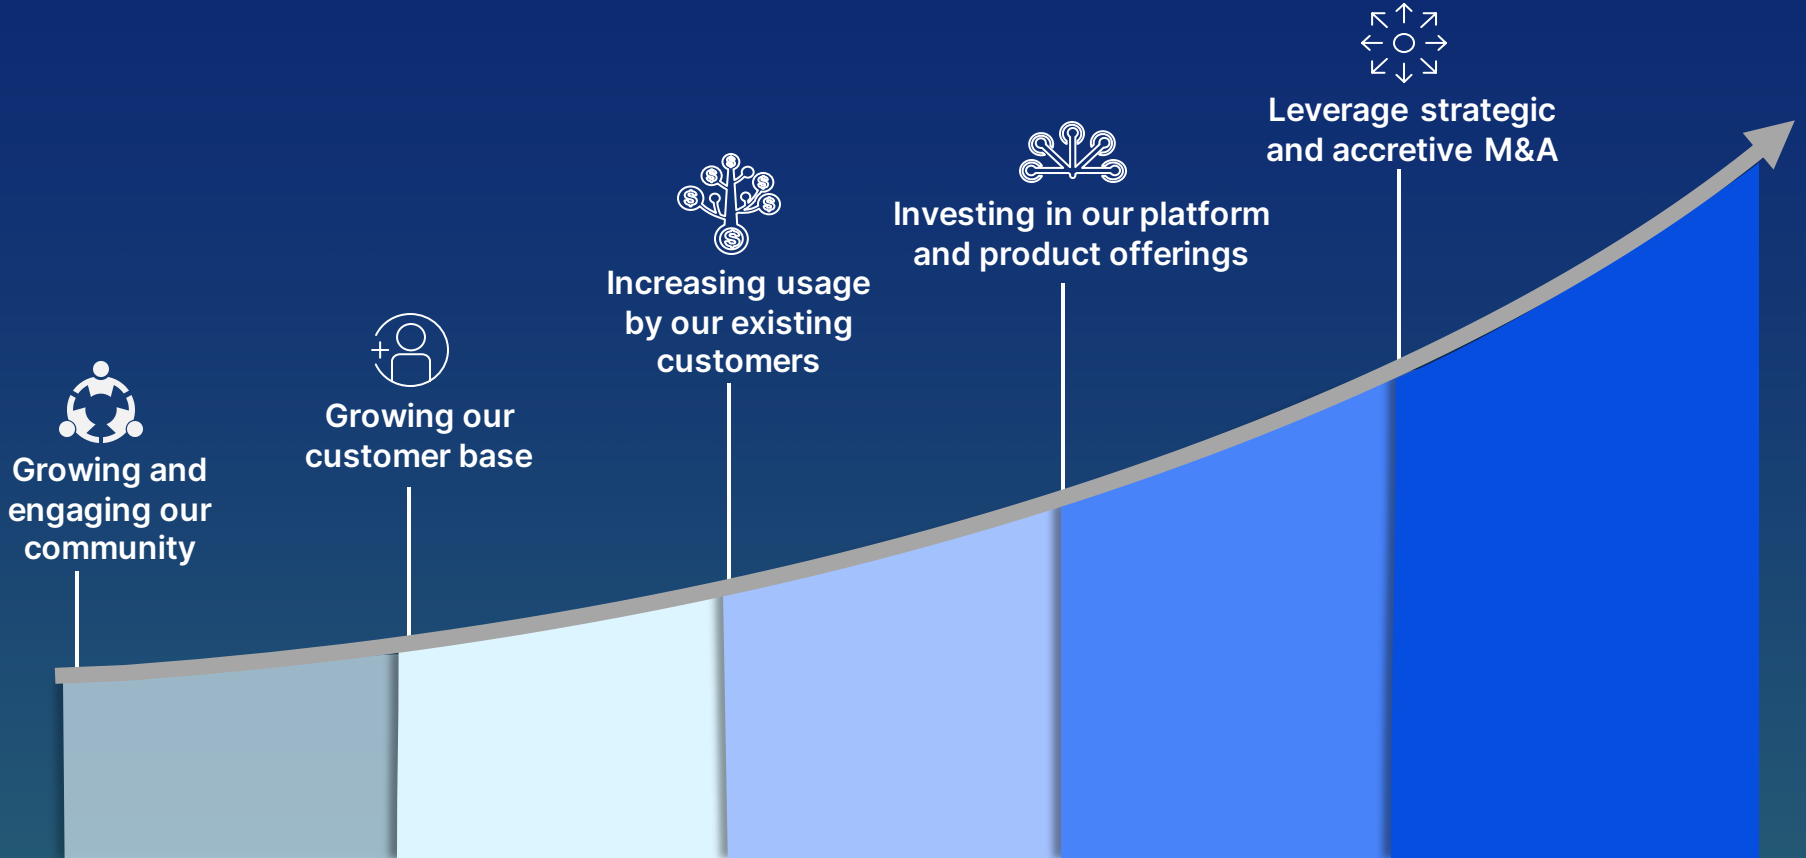 Growing and
engaging our
community
Growing our
customer base
Increasing usage
by our existing
customers
Investing in our platform
and product offerings
Leverage strategic
and accretive M&A